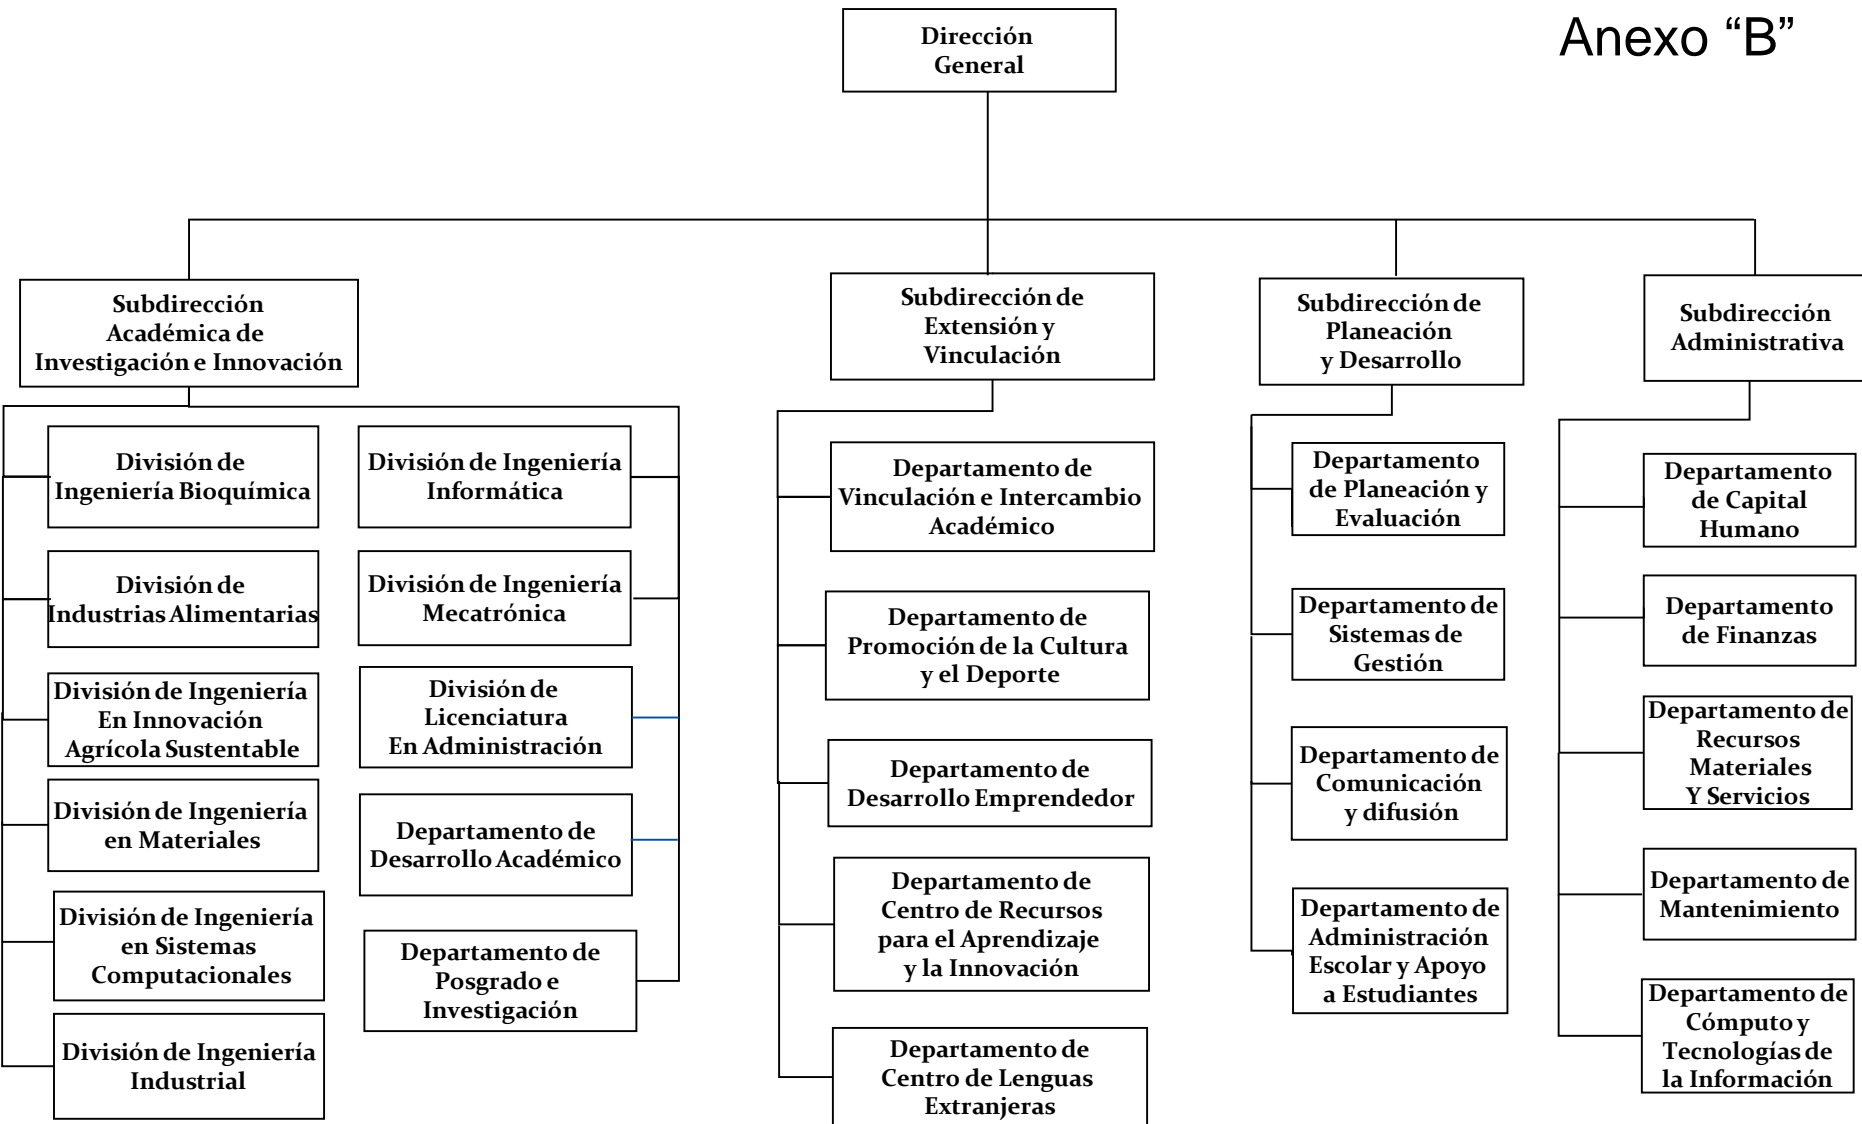 Anexo “B”
Dirección
General
Subdirección
Académica de
Investigación e Innovación
Subdirección de
Extensión y
Vinculación
Subdirección de
Planeación
y Desarrollo
Subdirección
Administrativa
División de
Ingeniería Bioquímica
División de
Industrias Alimentarias
División de Ingeniería
En Innovación
Agrícola Sustentable
División de Ingeniería
en Materiales
División de Ingeniería
en Sistemas
Computacionales
División de Ingeniería
Industrial
División de Ingeniería
Informática
División de Ingeniería
Mecatrónica
División de
Licenciatura
En Administración
Departamento de
Desarrollo Académico
Departamento de
Posgrado e
Investigación
Departamento de
Vinculación e Intercambio
Académico
Departamento de
Promoción de la Cultura
y el Deporte
Departamento de
Desarrollo Emprendedor
Departamento de
Centro de Recursos
para el Aprendizaje
y la Innovación
Departamento de
Centro de Lenguas
Extranjeras
Departamento
de Planeación y
Evaluación
Departamento de
Sistemas de
Gestión
Departamento de
Comunicación
y difusión
Departamento de
Administración
Escolar y Apoyo
a Estudiantes
Departamento
de Capital
Humano
Departamento
de Finanzas
Departamento de
Recursos
Materiales
Y Servicios
Departamento de
Mantenimiento
Departamento de
Cómputo y
Tecnologías de
la Información